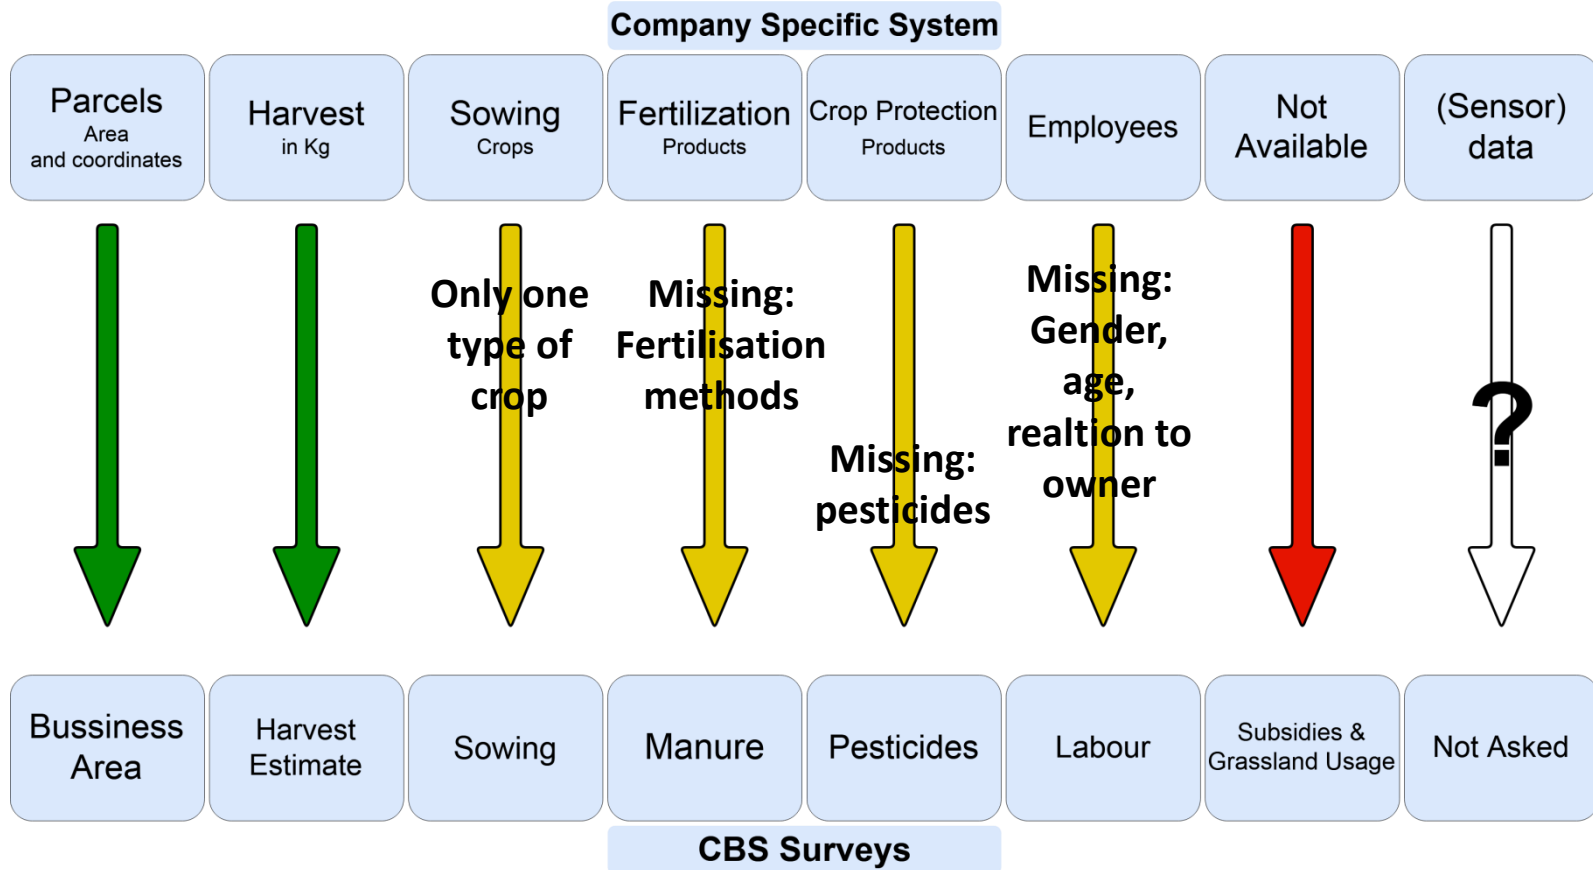 Company Specific System
Parcels
Area
and coordinates
Harvest
in Kg
Sowing
Crops
Fertilization
Products
Crop Protection
Products
Employees
Not
Available
(Sensor)
data
Only one
type of
crop
Missing:
Fertilisation
methods
Missing:
pesticides
Missing:
Gender,
age,
realtion to
owner
?
Bussiness
Area
Harvest
Estimate
Sowing
Manure
Pesticides
Labour
Subsidies &
Grassland Usage
Not Asked
CBS Surveys